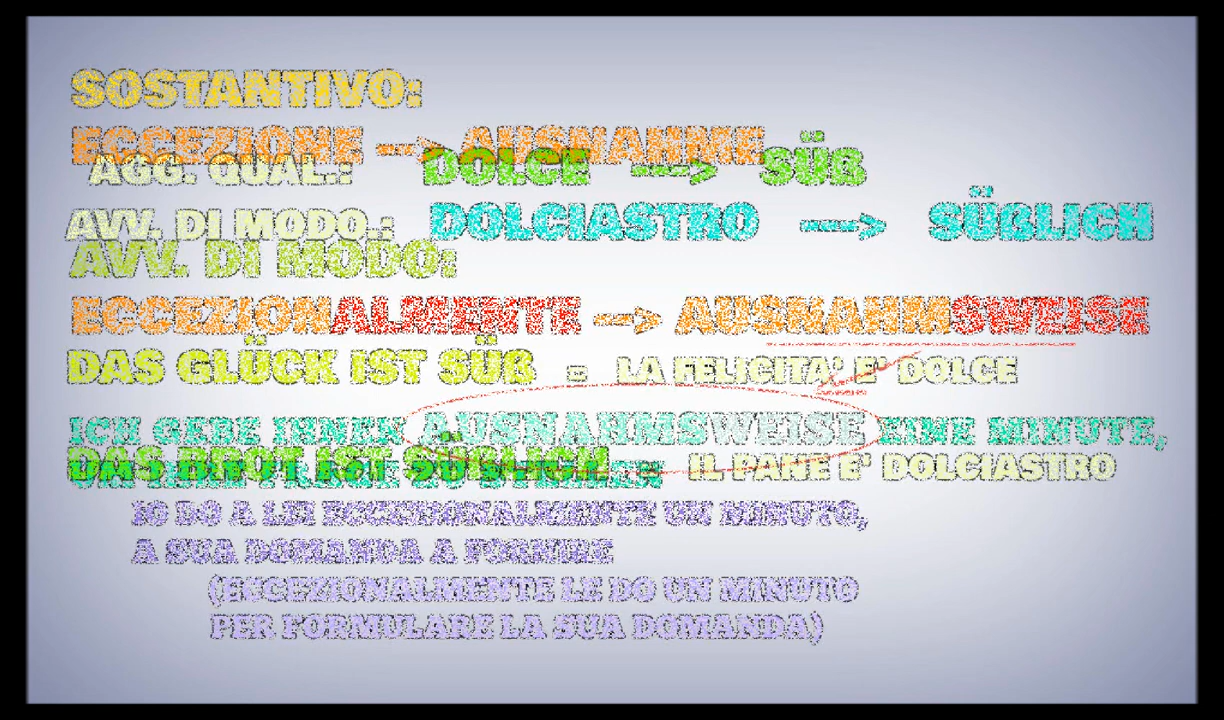 SOSTANTIVO:
ECCEZIONE --> AUSNAHME
AGG. QUAL.: DOLCE ---> SÜß
AVV. DI MODO.: DOLCIASTRO ---> SÜßLICH
AVV. DI MODO:
ECCEZIONALMENTE --> AUSNAHMSWEISE
DAS GLÜCK IST SÜß = LA FELICITA' E' DOLCE
ICH GEBE IHNEN AUSNAHMSWEISE EINE MINUTE,
DAS BROT IST SÜßLICH = IL PANE E' DOLCIASTRO
IO DO A LEI ECCEZIONALMENTE UN MINUTO,
A SUA DOMANDA A FORNIRE
(ECCEZIONALMENTE LE DO UN MINUTO
PER FORMULARE LA SUA DOMANDA)